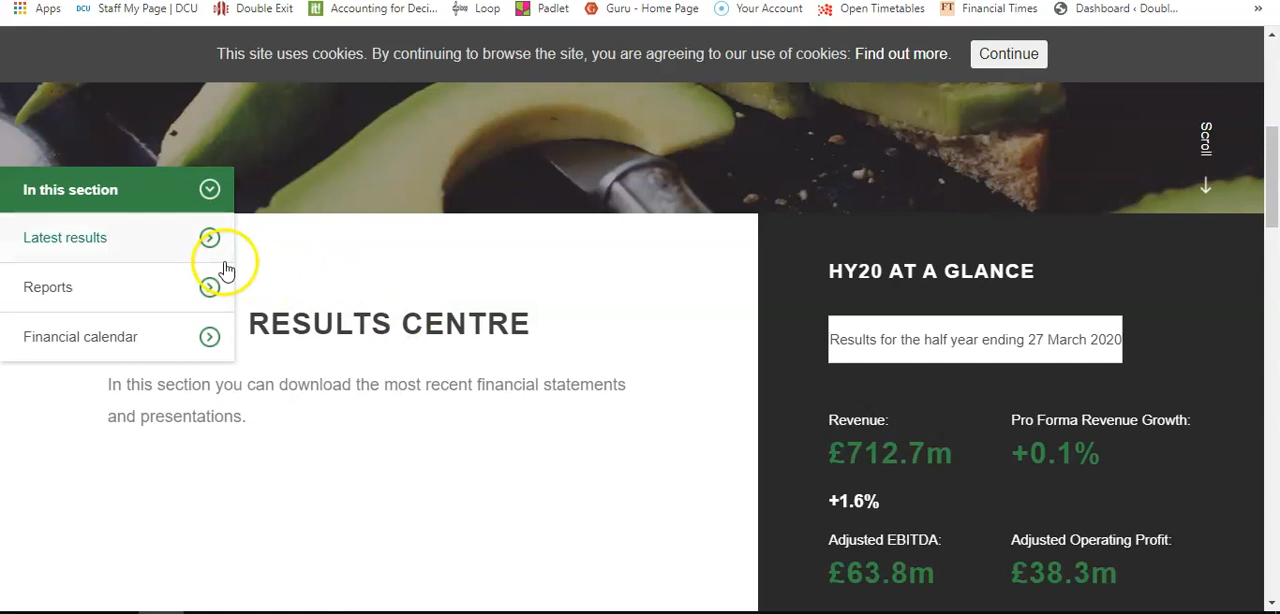 Apps DCU Staff My Page | DCU Double Exit it! Accounting for Deci... Loop Padlet G Guru - Home Page Your Account Open Timetables FT Financial Times Dashboard ‹ Doubl... »
This site uses cookies. By continuing to browse the site, you are agreeing to our use of cookies: Find out more. Continue
Scroll
In this section
Latest results
Reports
Financial calendar
RESULTS CENTRE
In this section you can download the most recent financial statements
and presentations.
HY20 AT A GLANCE
Results for the half year ending 27 March 2020
Revenue: Pro Forma Revenue Growth:
£712.7m +0.1%
+1.6%
Adjusted EBITDA: Adjusted Operating Profit:
£63.8m £38.3m